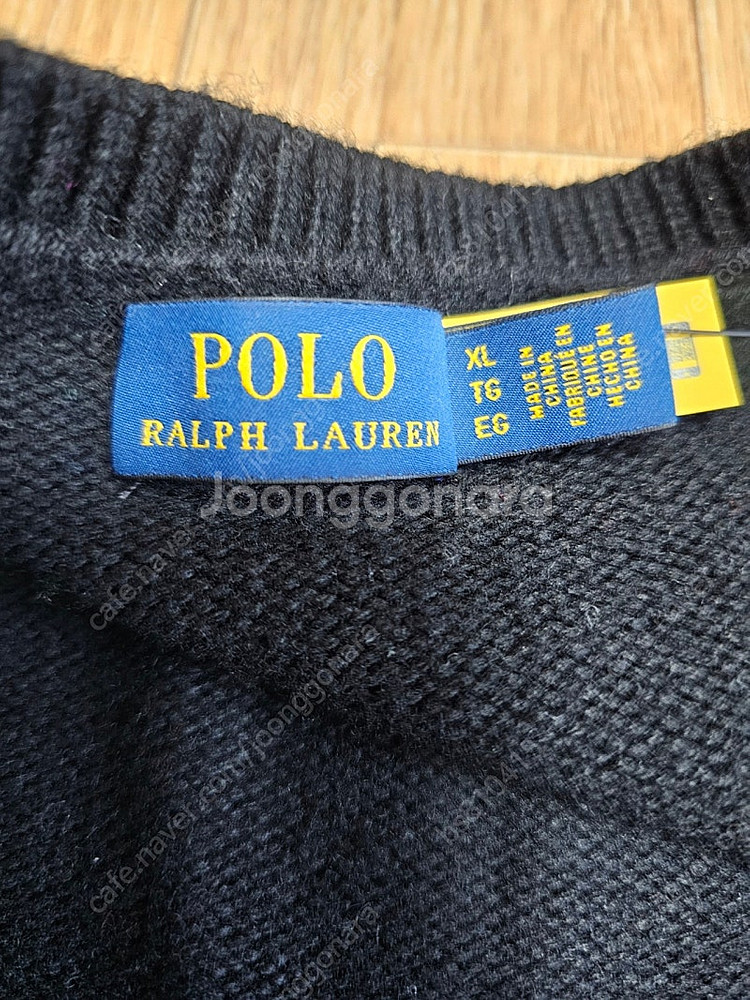 POLO
RALPH LAUREN
XL
TG
EG
MADE IN
CHINA
FABRIQUÉ EN
CHINE
HECHO EN
CHINA
Joonggonara
cafe.naver.com/joonggonara